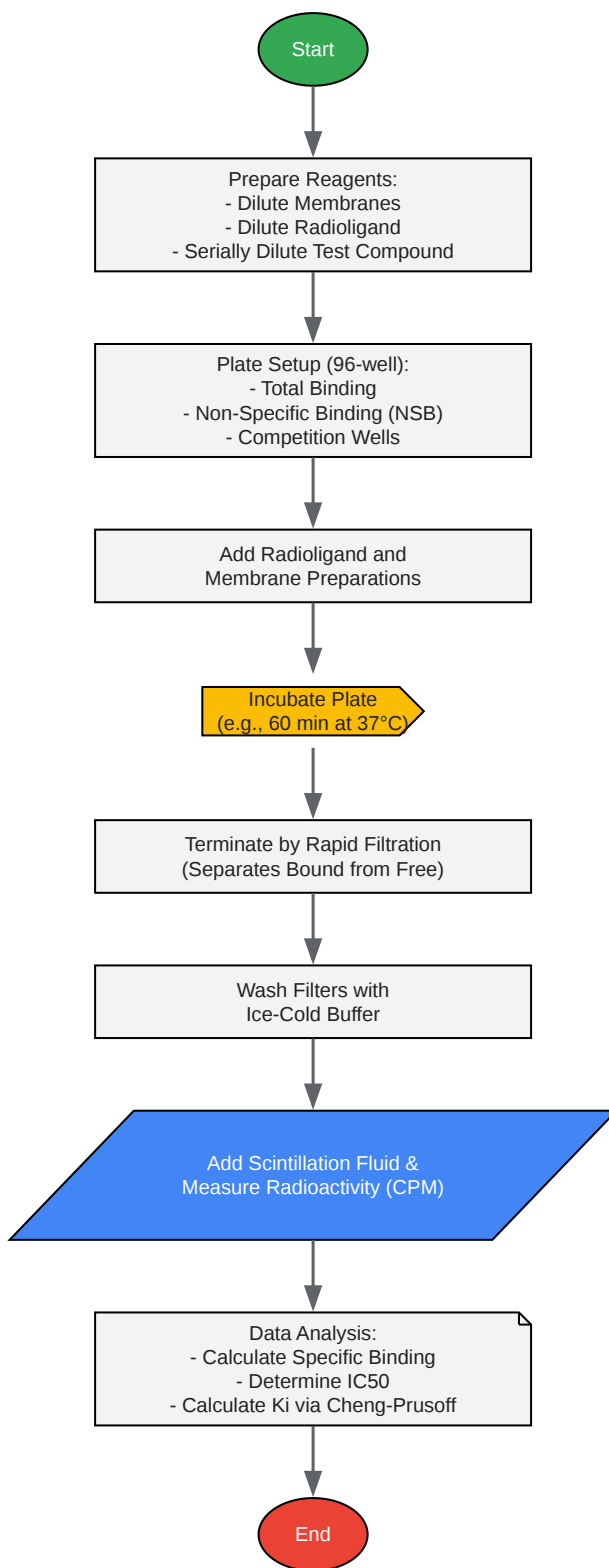 Start
Prepare Reagents:
- Dilute Membranes
- Dilute Radioligand
- Serially Dilute Test Compound
Plate Setup (96-well):
- Total Binding
- Non-Specific Binding (NSB)
- Competition Wells
Add Radioligand and
Membrane Preparations
Incubate Plate
(e.g., 60 min at 37°C)
Terminate by Rapid Filtration
(Separates Bound from Free)
Wash Filters with
Ice-Cold Buffer
Add Scintillation Fluid &
Measure Radioactivity (CPM)
Data Analysis:
- Calculate Specific Binding
- Determine IC50
- Calculate Ki via Cheng-Prusoff
End